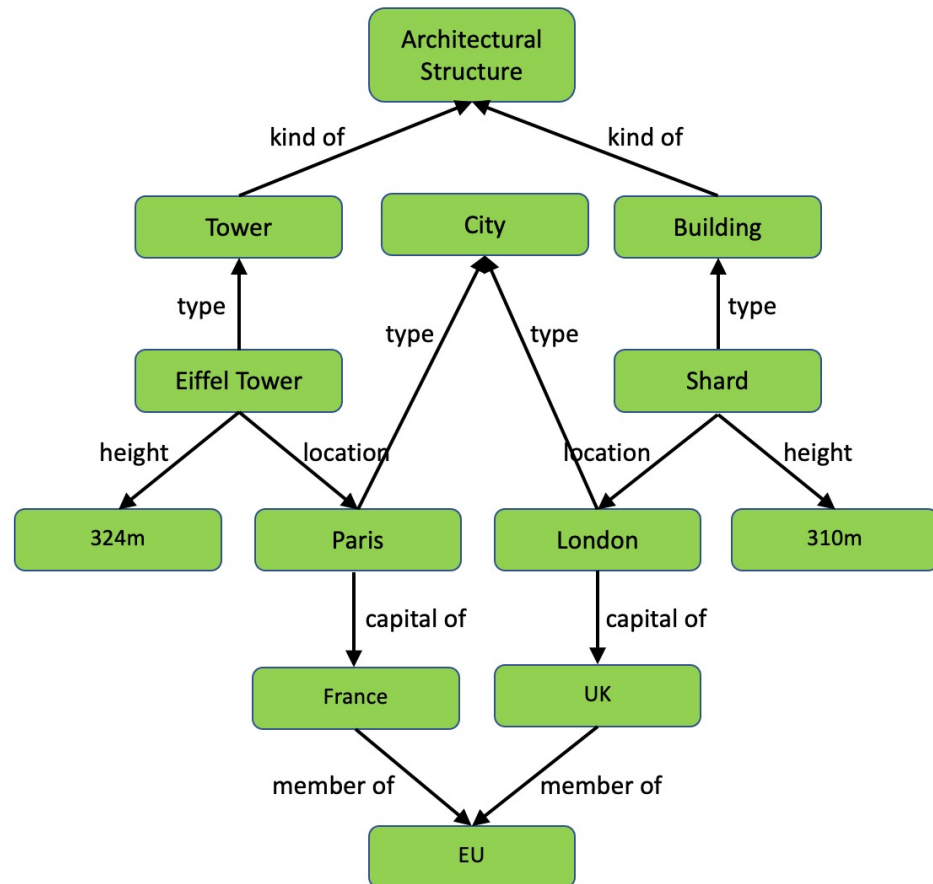 Architectural
Structure
kind of
kind of
Tower
City
Building
type
type
type
type
Eiffel Tower
Shard
height
location
location
height
324m
Paris
London
310m
capital of
capital of
France
UK
member of
member of
EU